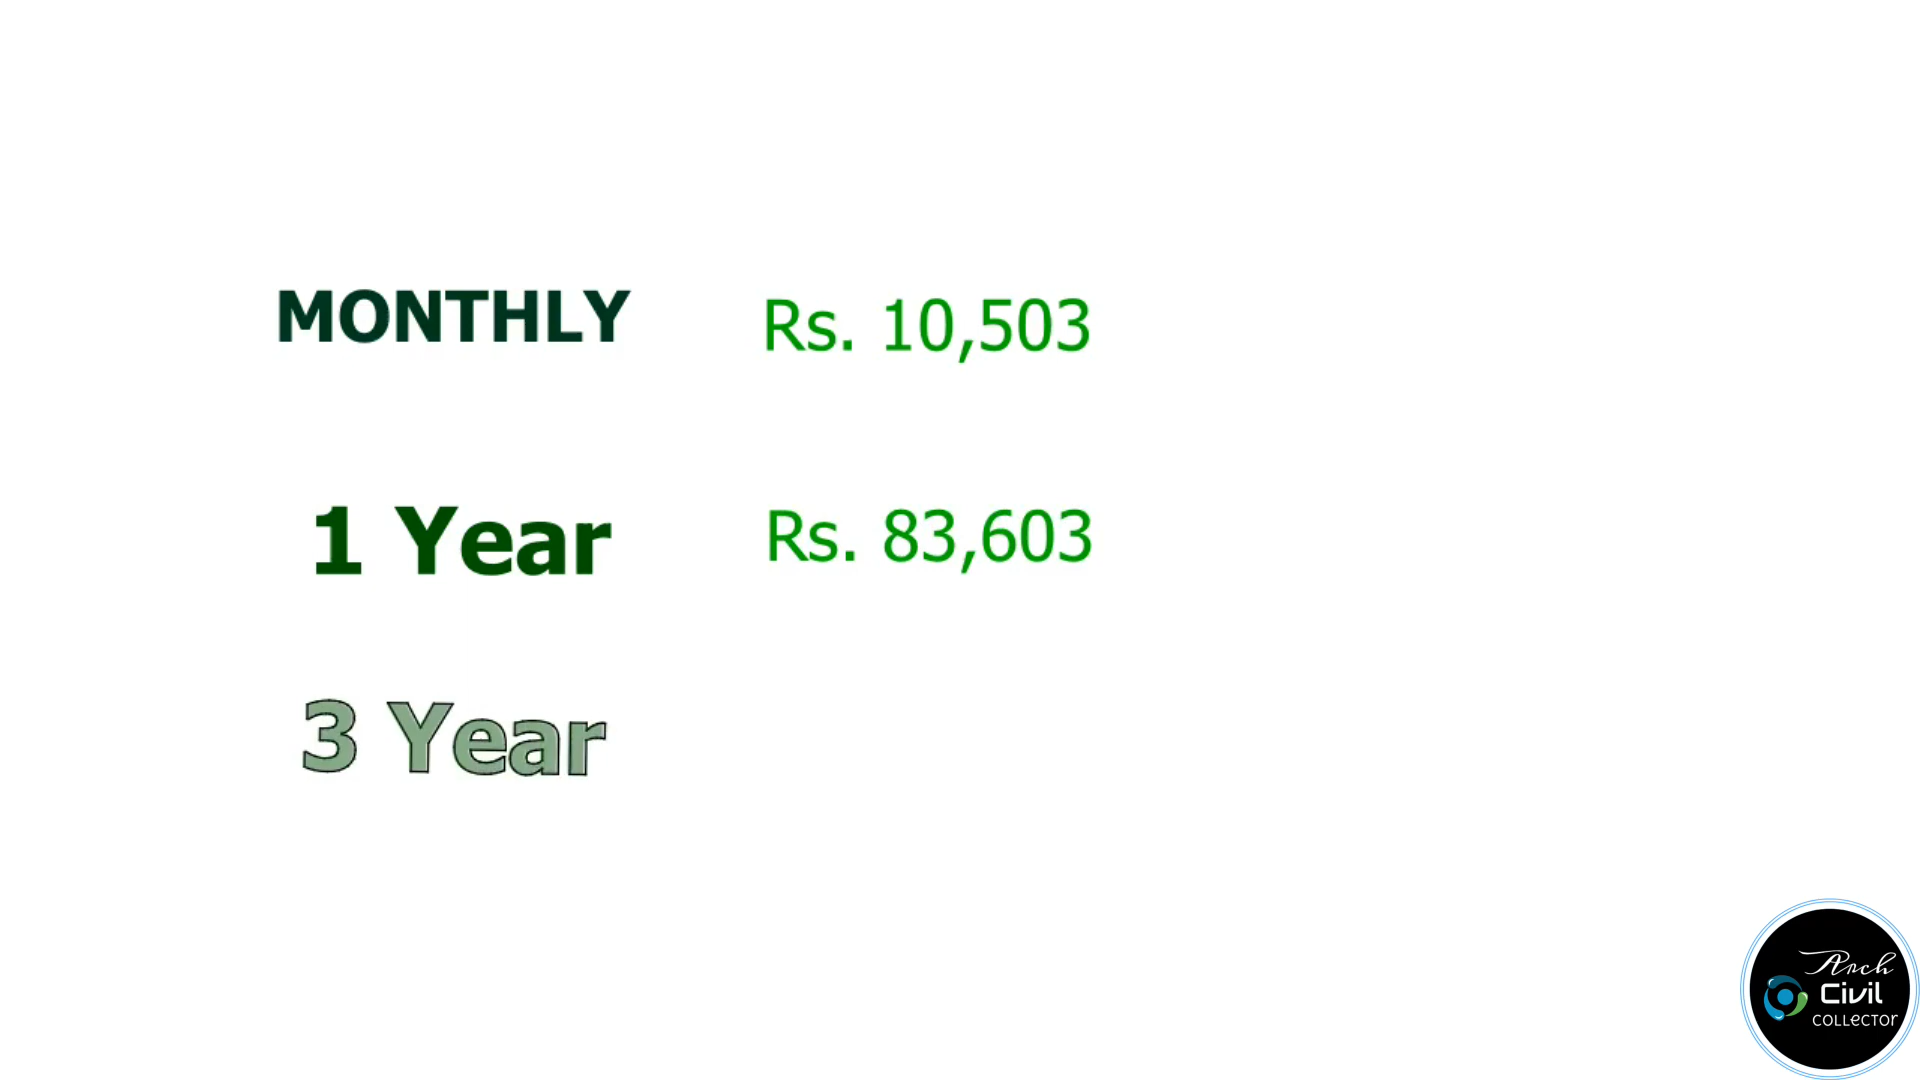 MONTHLY Rs. 10,503
1 Year Rs. 83,603
3 Year
Arch
Civil
COLLECTOR